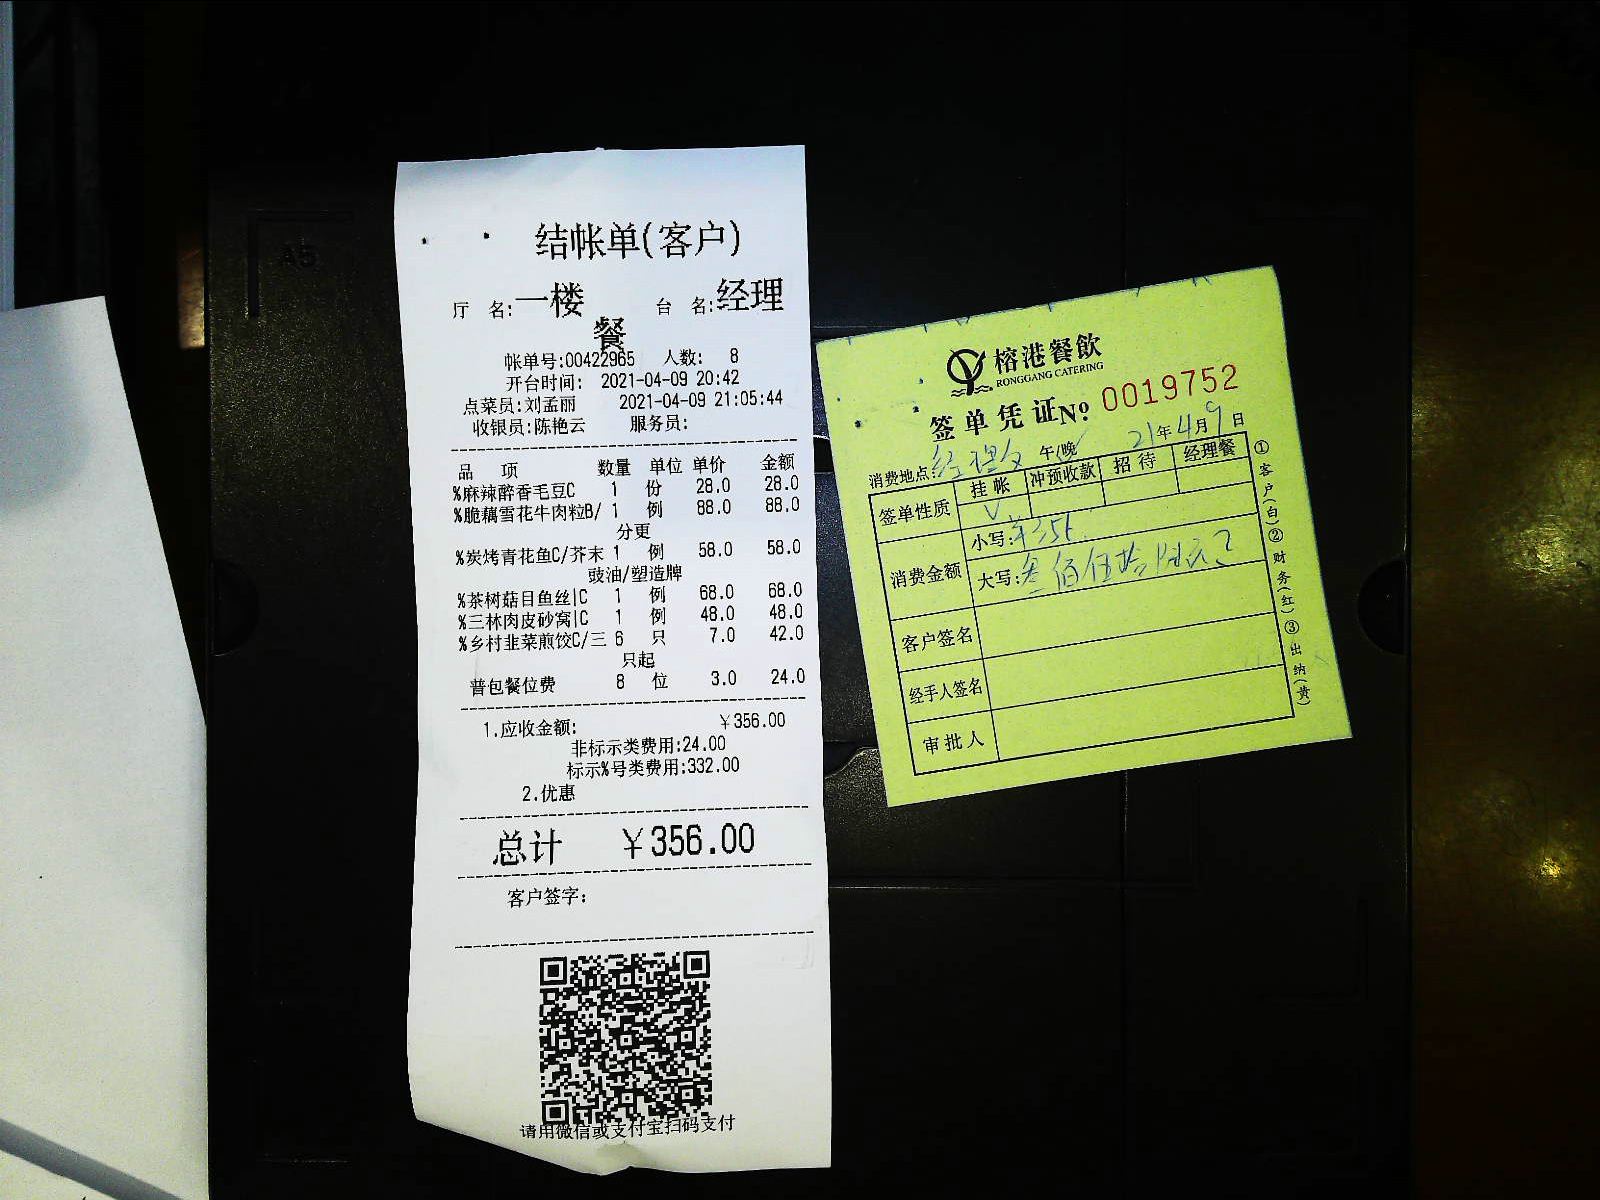 结帐单(客户)
厅 名:一楼 台 名:经理
餐
帐单号:00422965 人数: 8
开台时间: 2021-04-09 20:42
点菜员:刘孟丽 2021-04-09 21:05:44
收银员:陈艳云 服务员:
品 项 数量 单位 单价 金额
%麻辣醉香毛豆C 1 份 28.0 28.0
%脆藕雪花牛肉粒B/ 1 例 88.0 88.0
分更
%炭烤青花鱼C/芥末 1 例 58.0 58.0
豉油/塑造牌
%茶树菇目鱼丝|C 1 例 68.0 68.0
%三林肉皮砂窝|C 1 例 48.0 48.0
%乡村韭菜煎饺C/三 6 只 7.0 42.0
只起
普包餐位费 8 位 3.0 24.0
1.应收金额: ¥356.00
非标示类费用:24.00
标示%号类费用:332.00
2.优惠
总计 ¥356.00
客户签字:
请用微信或支付宝扫码支付
榕港餐飲
RONGGANG CATERING
签单凭证№ 0019752
消费地点:经理 午/晚 21年4月9日
签单性质 挂帐 冲预收款 招待 经理餐
消费金额 小写:¥356
大写:叁佰伍拾陆元
客户签名
经手人签名
审批人
①客户(白)②财务(红)③出纳(黄)
A5